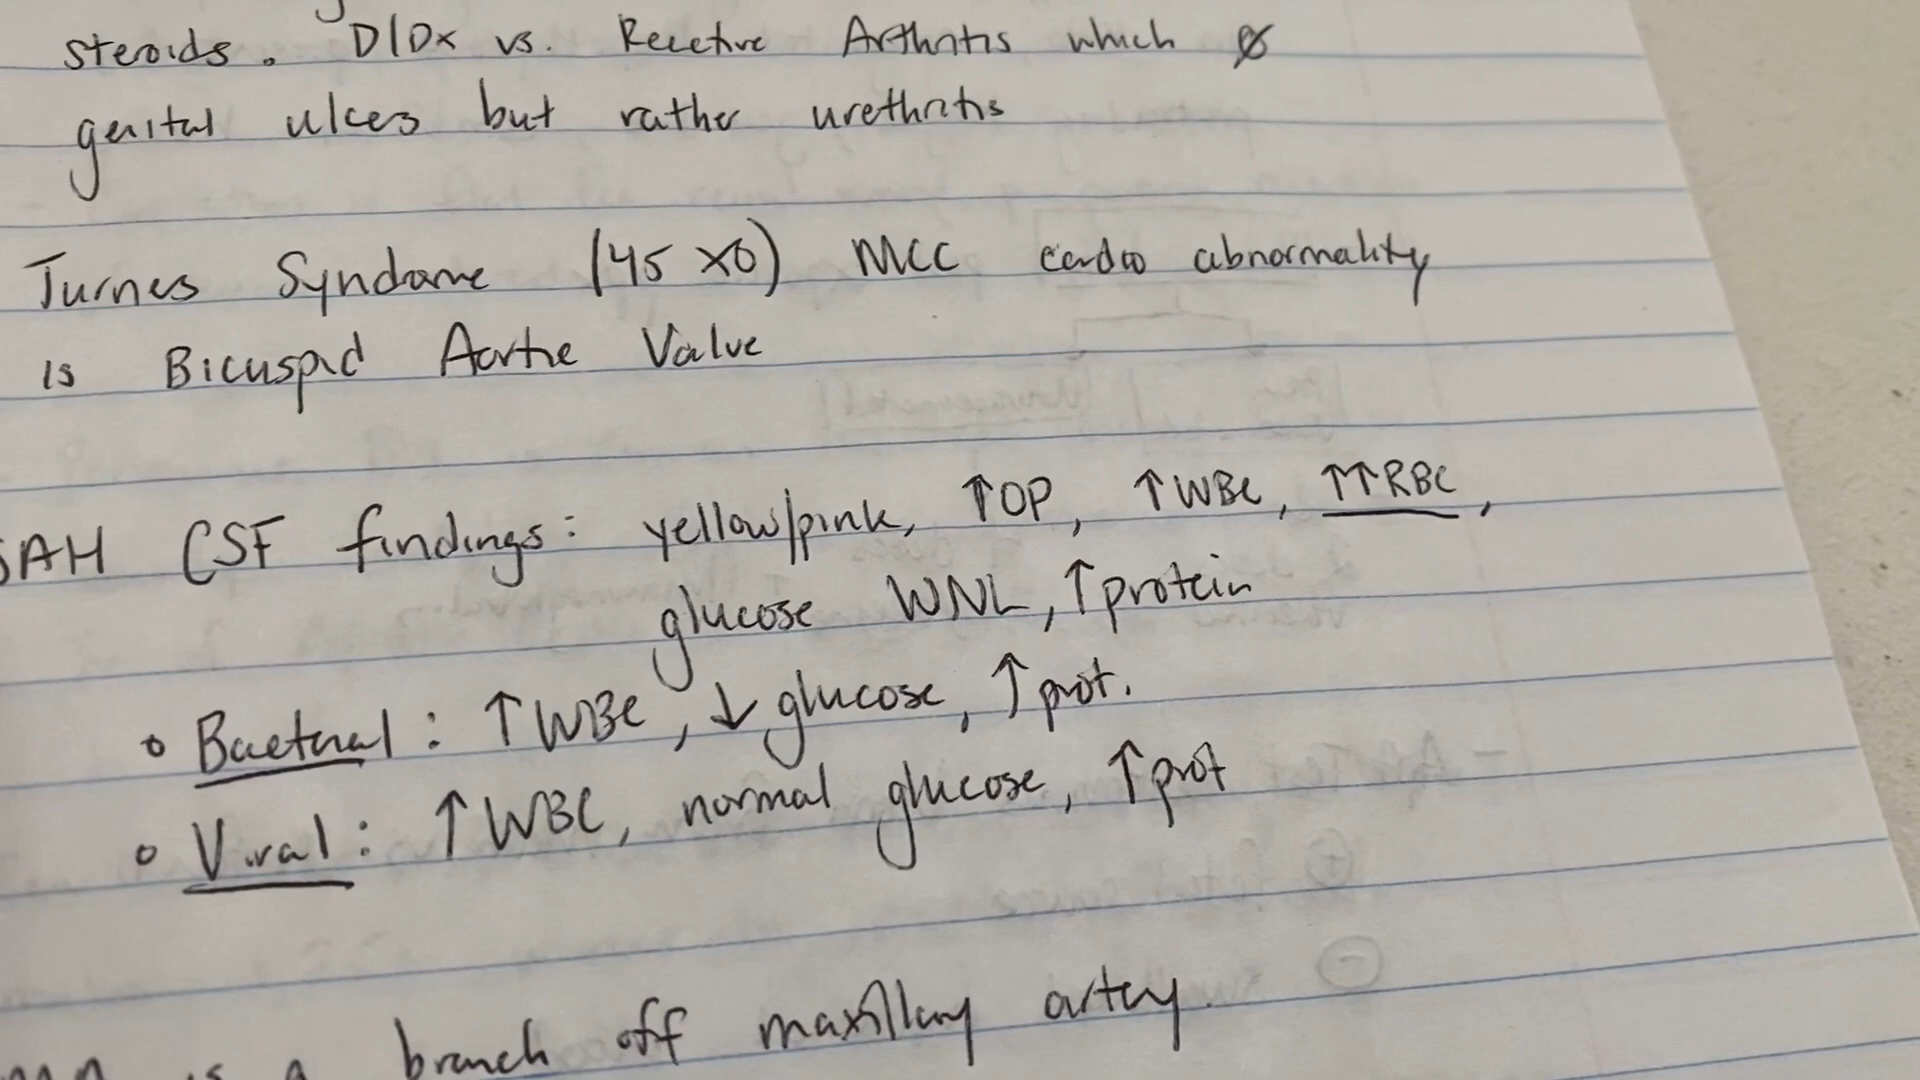 steroids. D/Dx vs. Reactive Arthritis which ∅
genital ulcers but rather urethritis
Turners Syndrome (45 XO) MCC cardio abnormality
is Bicuspid Aortic Valve
SAH CSF findings: yellow/pink, ↑OP, ↑WBC, ↑↑RBC,
glucose WNL, ↑protein
• Bacterial: ↑WBC, ↓glucose, ↑prot.
• Viral: ↑WBC, normal glucose, ↑prot
is a branch off maxillary artery.